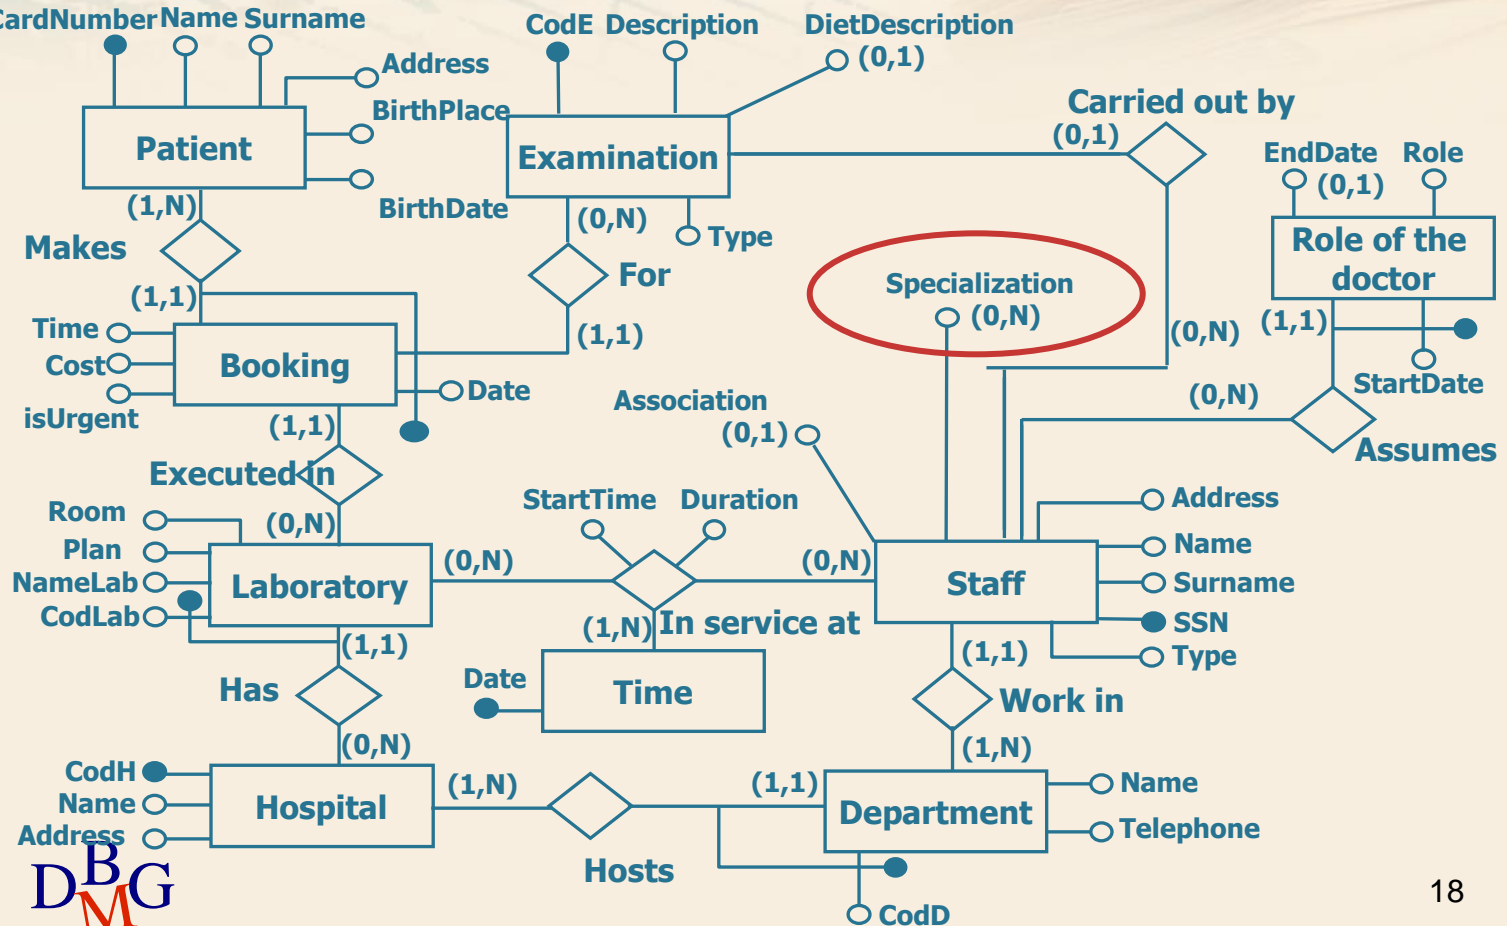 CardNumber Name Surname
CodE Description DietDescription
(0,1)
Address
BirthPlace
BirthDate
Patient
(1,N)
Makes
(1,1)
Examination
(0,N)
Type
For
(1,1)
Carried out by
(0,1)
(0,N)
EndDate Role
(0,1)
Role of the
doctor
(1,1)
StartDate
(0,N)
Assumes
Specialization
(0,N)
Time
Cost
isUrgent
Booking
Date
(1,1)
Executed in
(0,N)
Association
(0,1)
Room
Plan
NameLab
CodLab
Laboratory
(0,N)
StartTime Duration
(0,N)
In service at
(1,N)
Date
Time
Staff
Address
Name
Surname
SSN
Type
(1,1)
Work in
(1,N)
(1,1)
Has
(0,N)
CodH
Name
Address
Hospital
(1,N)
Hosts
(1,1)
Department
Name
Telephone
CodD
DBMG
18